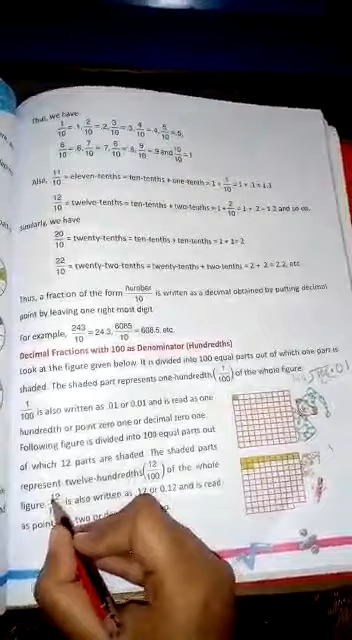 Thus, we have
1/10 = .1, 2/10 = .2, 3/10 = .3, 4/10 = .4, 5/10 = .5,
6/10 = .6, 7/10 = .7, 8/10 = .8, 9/10 = .9 and 10/10 = 1
Also, 11/10 = eleven-tenths = ten-tenths + one-tenth = 1 + 1/10 = 1 + .1 = 1.1
12/10 = twelve-tenths = ten-tenths + two-tenths = 1 + 2/10 = 1 + .2 = 1.2 and so on.
Similarly, we have
20/10 = twenty-tenths = ten-tenths + ten-tenths = 1 + 1 = 2
22/10 = twenty-two-tenths = twenty-tenths + two tenths = 2 + .2 = 2.2, etc
Thus, a fraction of the form number/10 is written as a decimal obtained by putting decimal
point by leaving one right-most digit.
For example, 243/10 = 24.3, 6085/10 = 608.5, etc.
Decimal Fractions with 100 as Denominator (Hundredths)
Look at the figure given below. It is divided into 100 equal parts out of which one part is
shaded. The shaded part represents one-hundredth (1/100) of the whole figure.
1/100 is also written as .01 or 0.01 and is read as one
hundredth or point zero one or decimal zero one.
Following figure is divided into 100 equal parts out
of which 12 parts are shaded. The shaded parts
represent twelve-hundredths (12/100) of the whole
figure 12 is also written as .12 or 0.12 and is read
as point two or